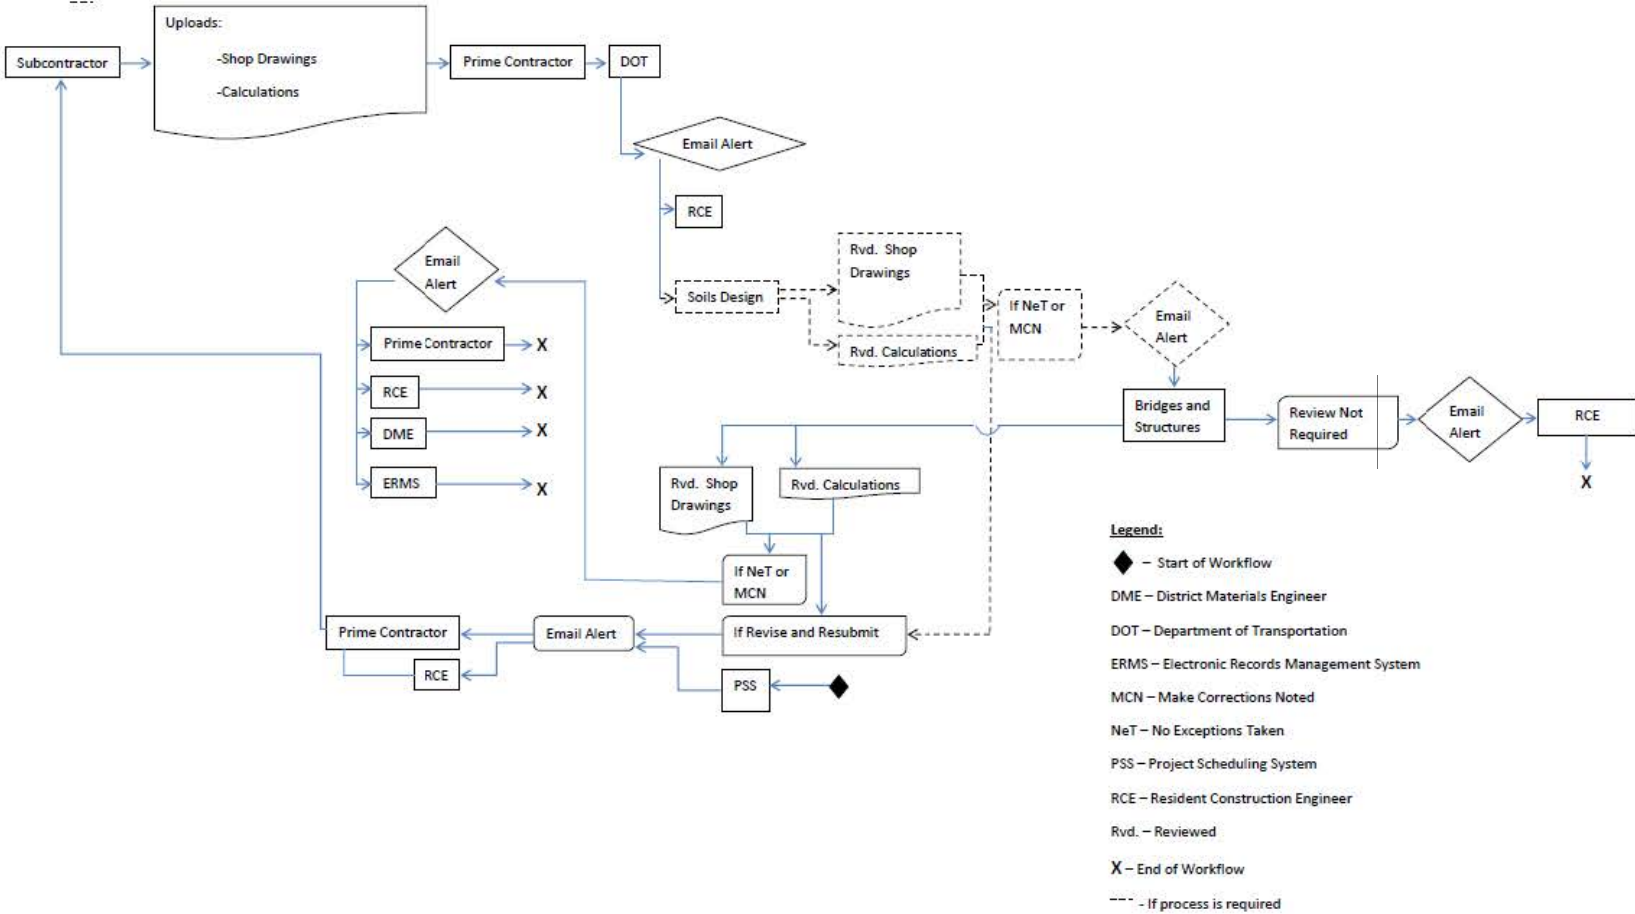 Uploads:
-Shop Drawings
-Calculations
Subcontractor
Prime Contractor
DOT
Email Alert
RCE
Soils Design
Rvd. Shop
Drawings
Rvd. Calculations
If NeT or
MCN
Email
Alert
Bridges and
Structures
Review Not
Required
Email
Alert
RCE
X
Email
Alert
Prime Contractor
X
RCE
X
DME
X
ERMS
X
Rvd. Shop
Drawings
Rvd. Calculations
If NeT or
MCN
If Revise and Resubmit
Email Alert
Prime Contractor
RCE
PSS
Legend:
– Start of Workflow
DME – District Materials Engineer
DOT – Department of Transportation
ERMS – Electronic Records Management System
MCN – Make Corrections Noted
NeT – No Exceptions Taken
PSS – Project Scheduling System
RCE – Resident Construction Engineer
Rvd. – Reviewed
X – End of Workflow
--- - If process is required